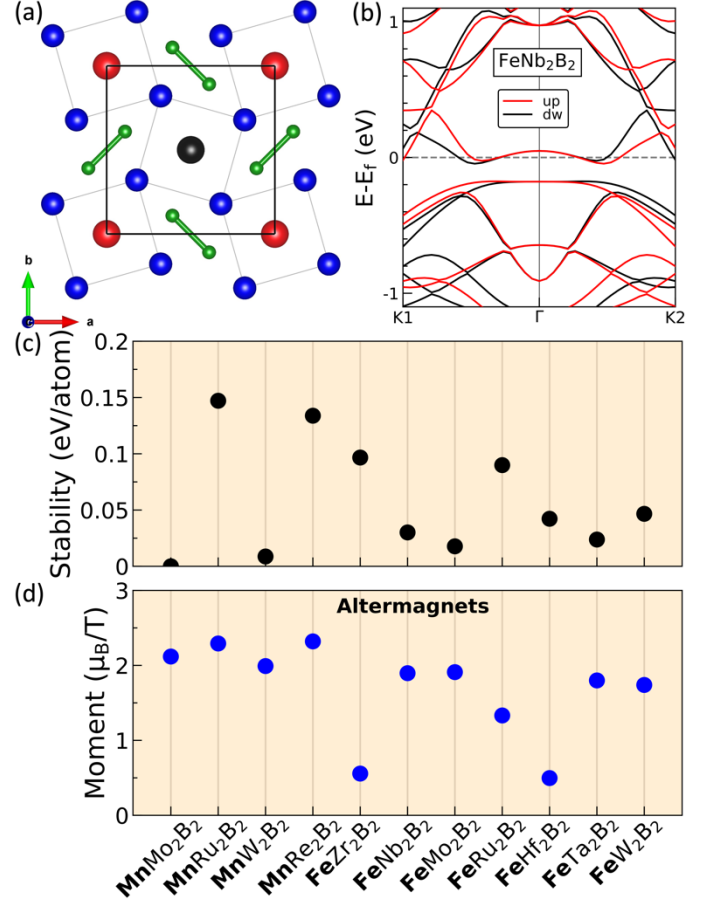 (a)
b
c
a
(b)
E-E_f (eV)
1
0
-1
FeNb₂B₂
up
dw
K1
Γ
K2
(c)
Stability (eV/atom)
0.2
0.15
0.1
0.05
0
(d)
Moment (μ_B/T)
3
2
1
0
Altermagnets
MnMo₂B₂
MnRu₂B₂
MnW₂B₂
MnRe₂B₂
FeZr₂B₂
FeNb₂B₂
FeMo₂B₂
FeRu₂B₂
FeHf₂B₂
FeTa₂B₂
FeW₂B₂